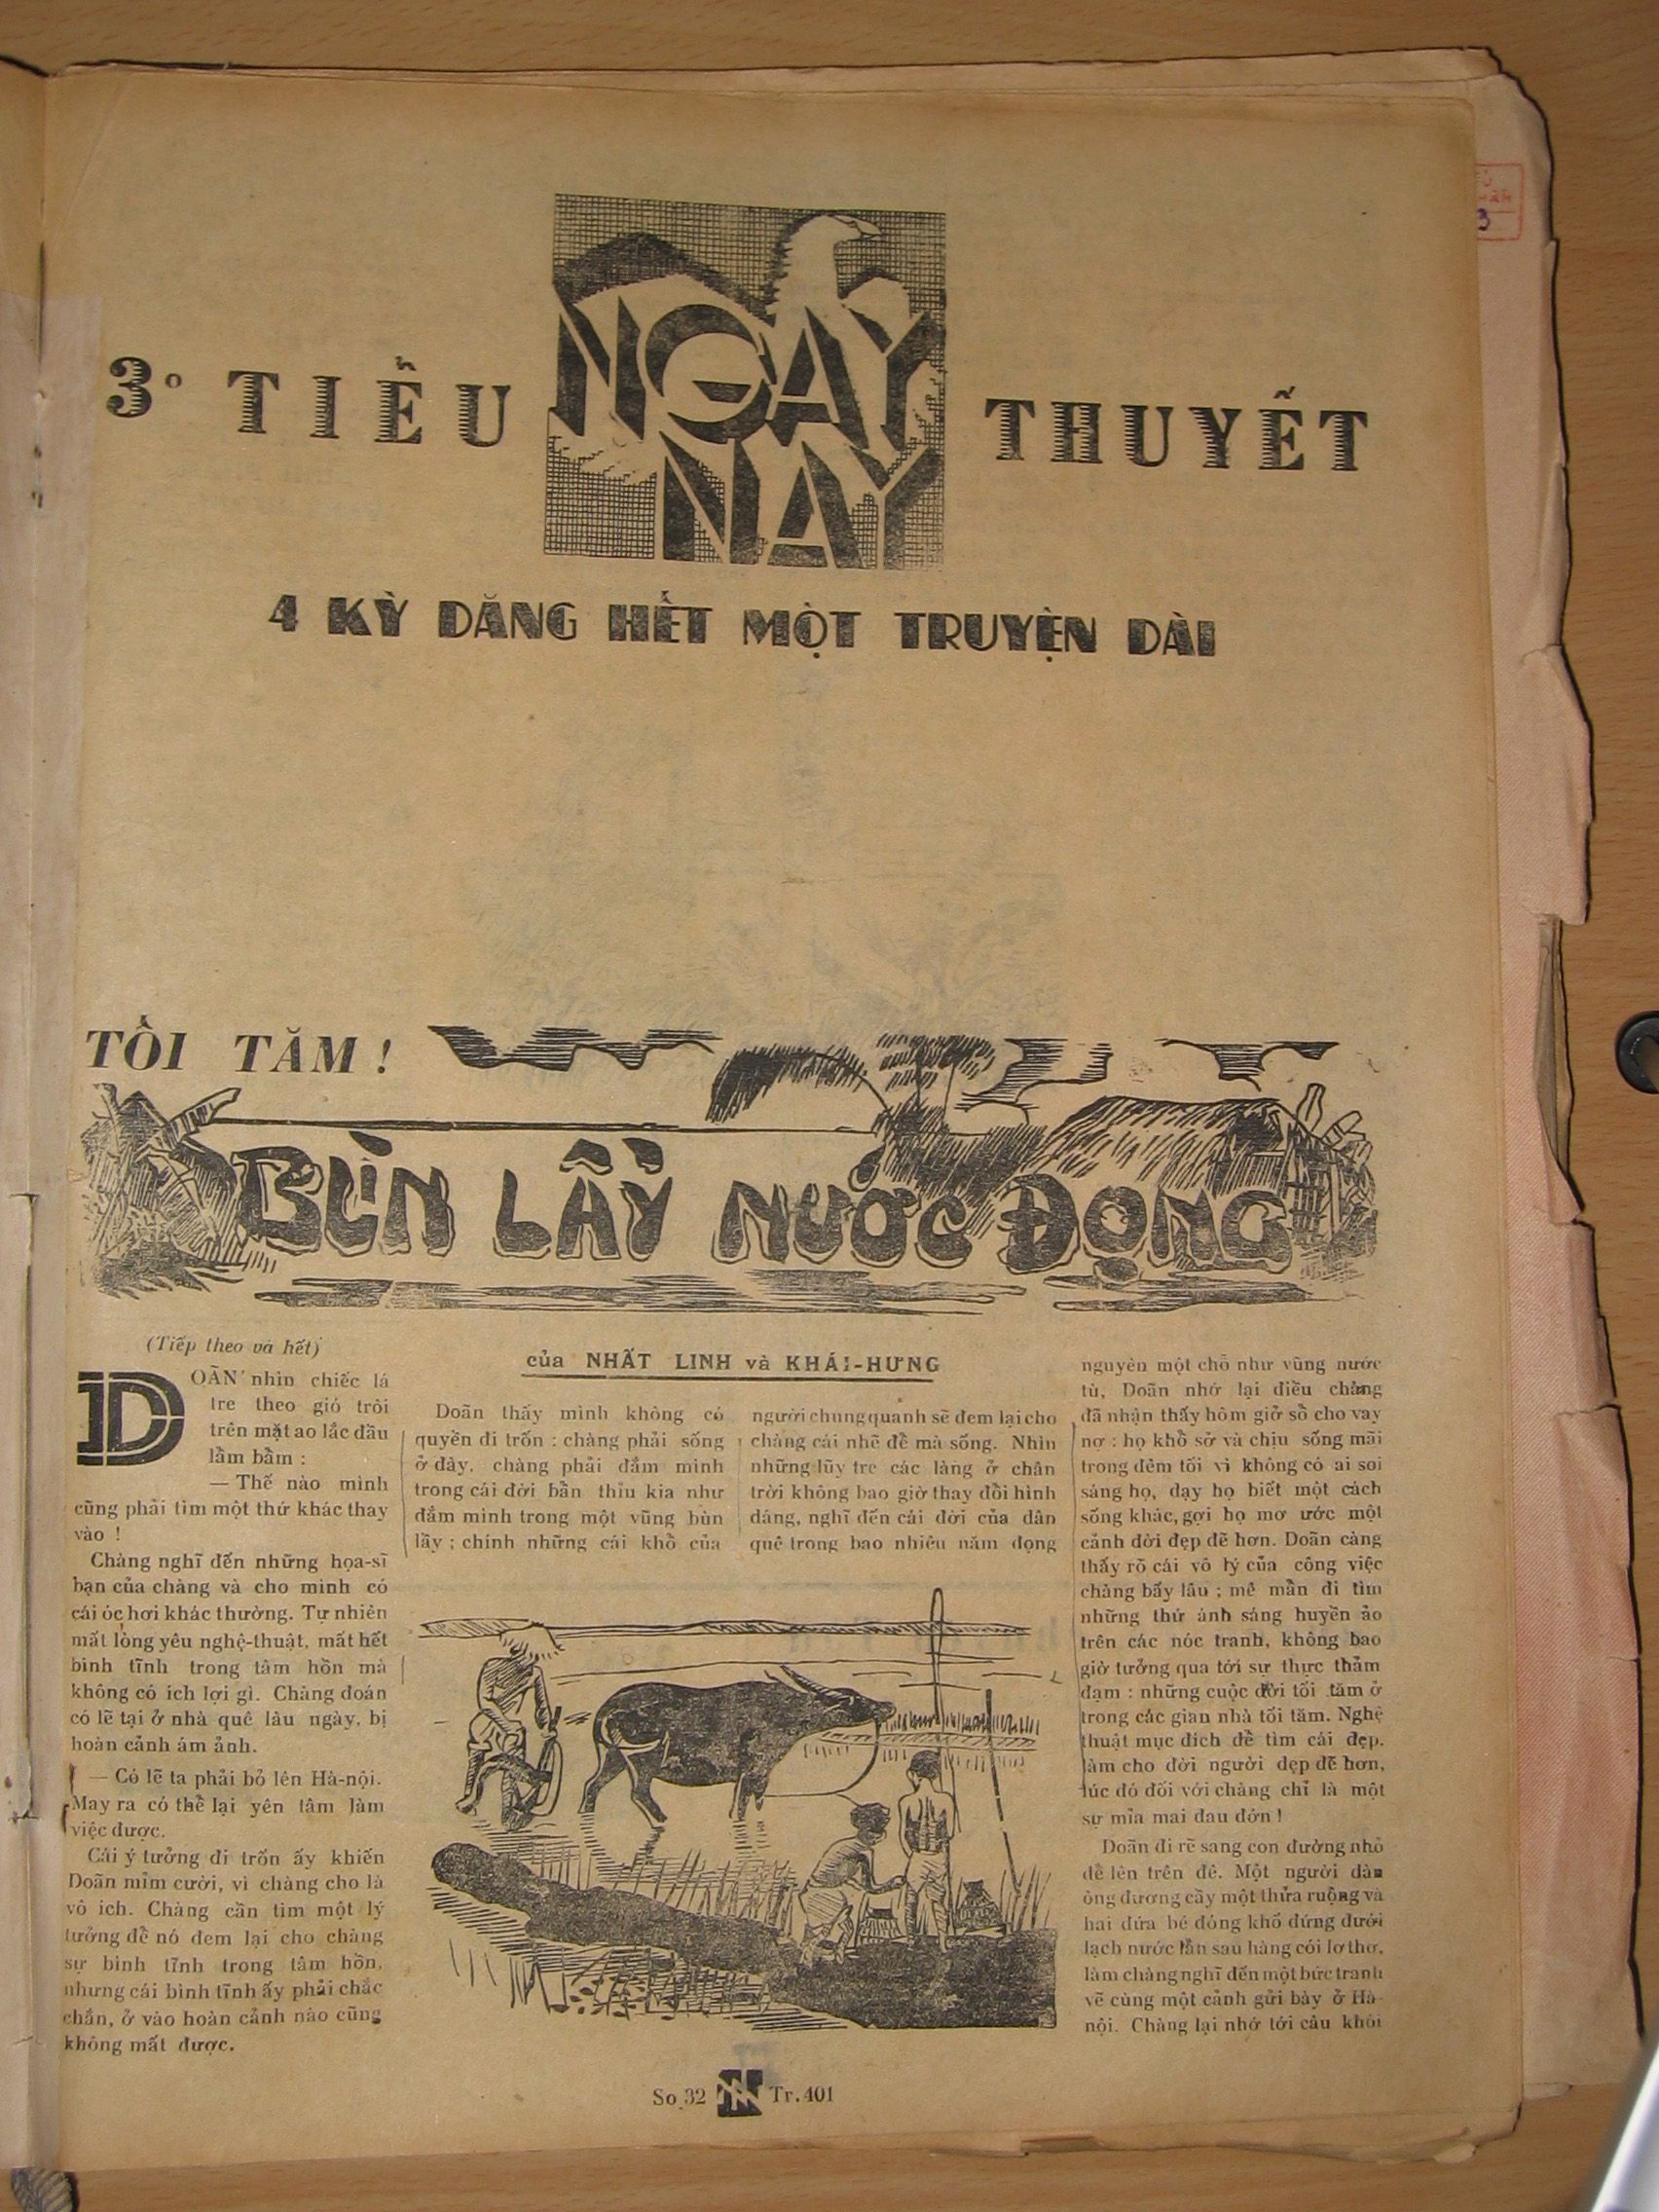 3° TIỂU
NGAY
NAY
THUYẾT
4 KỲ ĐĂNG HẾT MỘT TRUYỆN DÀI
TỐI TĂM !
BÙN LẦY NƯỚC ĐỌNG
(Tiếp theo và hết)
của NHẤT LINH và KHÁI-HƯNG
DOÃN nhìn chiếc lá
tre theo gió trôi
trên mặt ao lắc đầu
lầm bầm :
— Thế nào mình
cũng phải tìm một thứ khác thay
vào !
Chàng nghĩ đến những họa-sĩ
bạn của chàng và cho mình có
cái óc hơi khác thường. Tự nhiên
mất lòng yêu nghệ-thuật, mất hết
bình tĩnh trong tâm hồn mà
không có ích lợi gì. Chàng đoán
có lẽ tại ở nhà quê lâu ngày, bị
hoàn cảnh ám ảnh.
— Có lẽ ta phải bỏ lên Hà-nội.
May ra có thể lại yên tâm làm
việc được.
Cái ý tưởng đi trốn ấy khiến
Doãn mỉm cười, vì chàng cho là
vô ích. Chàng cần tìm một lý
tưởng để nó đem lại cho chàng
sự bình tĩnh trong tâm hồn,
nhưng cái bình tĩnh ấy phải chắc
chắn, ở vào hoàn cảnh nào cũng
không mất được.
Doãn thấy mình không có
quyền đi trốn : chàng phải sống
ở đây. chàng phải đắm mình
trong cái đời bần thỉu kia như
đắm mình trong một vũng bùn
lầy ; chính những cái khổ của
người chung quanh sẽ đem lại cho
chàng cái nhẽ để mà sống. Nhìn
những lũy tre các làng ở chân
trời không bao giờ thay đổi hình
dáng, nghĩ đến cái đời của dân
quê trong bao nhiêu năm đọng
nguyên một chỗ như vũng nước
tù, Doãn nhớ lại điều chàng
đã nhận thấy hôm giở sổ cho vay
nợ : họ khổ sở và chịu sống mãi
trong đêm tối vì không có ai soi
sáng họ, dạy họ biết một cách
sống khác, gợi họ mơ ước một
cảnh đời đẹp đẽ hơn. Doãn càng
thấy rõ cái vô lý của công việc
chàng bấy lâu ; mê mẩn đi tìm
những thứ ánh sáng huyền ảo
trên các nóc tranh, không bao
giờ tưởng qua tới sự thực thảm
đạm : những cuộc đời tối tăm ở
trong các gian nhà tối tăm. Nghệ
thuật mục đích để tìm cái đẹp.
làm cho đời người đẹp đẽ hơn,
lúc đó đối với chàng chỉ là một
sự mỉa mai đau đớn !
Doãn đi rẽ sang con đường nhỏ
để lên trên đê. Một người đàn
ông đương cầy một thửa ruộng và
hai đứa bé đóng khố đứng dưới
lạch nước lẩn sau hàng cói lơ thơ,
làm chàng nghĩ đến một bức tranh
vẽ cùng một cảnh gửi bày ở Hà-
nội. Chàng lại nhớ tới câu khôi
So 32
Tr. 401